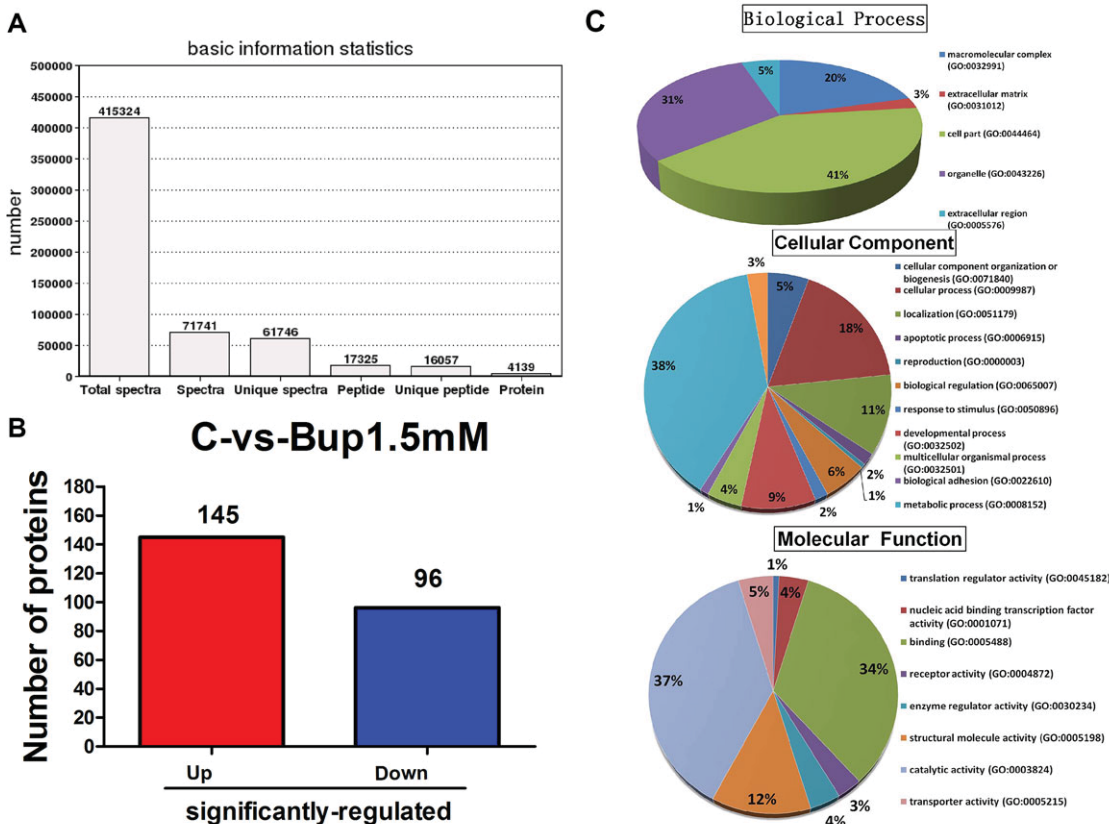 A
basic information statistics
number
500000
450000
400000
350000
300000
250000
200000
150000
100000
50000
0
415324
71741
61746
17325
16057
4139
Total spectra
Spectra
Unique spectra
Peptide
Unique peptide
Protein
B
C-vs-Bup1.5mM
Number of proteins
180
160
140
120
100
80
60
40
20
0
145
96
Up
Down
significantly-regulated
C
Biological Process
5%
20%
3%
31%
41%
macromolecular complex
(GO:0032991)
extracellular matrix
(GO:0031012)
cell part (GO:0044464)
organelle (GO:0043226)
extracellular region
(GO:0005576)
Cellular Component
3%
5%
18%
38%
11%
2%
1%
6%
2%
9%
4%
1%
cellular component organization or
biogenesis (GO:0071840)
cellular process (GO:0009987)
localization (GO:0051179)
apoptotic process (GO:0006915)
reproduction (GO:0000003)
biological regulation (GO:0065007)
response to stimulus (GO:0050896)
developmental process
(GO:0032502)
multicellular organismal process
(GO:0032501)
biological adhesion (GO:0022610)
metabolic process (GO:0008152)
Molecular Function
1%
5%
4%
37%
34%
12%
3%
4%
translation regulator activity (GO:0045182)
nucleic acid binding transcription factor
activity (GO:0001071)
binding (GO:0005488)
receptor activity (GO:0004872)
enzyme regulator activity (GO:0030234)
structural molecule activity (GO:0005198)
catalytic activity (GO:0003824)
transporter activity (GO:0005215)